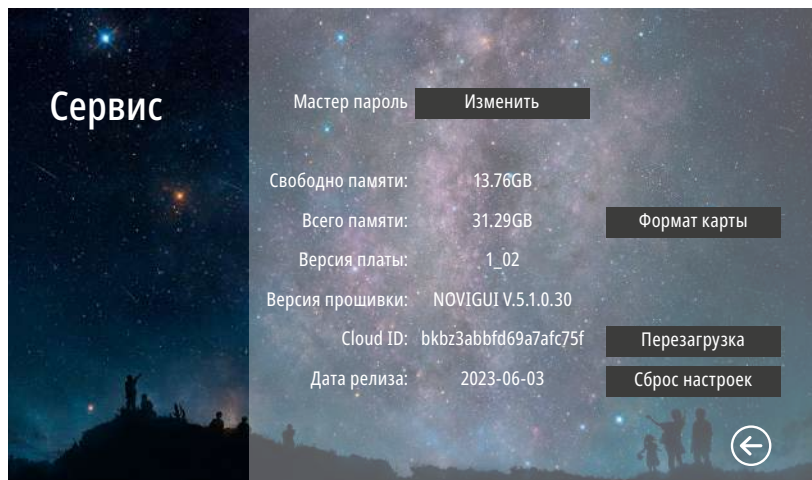 Сервис
Мастер пароль Изменить
Свободно памяти: 13.76GB
Всего памяти: 31.29GB Формат карты
Версия платы: 1_02
Версия прошивки: NOVIGUI V.5.1.0.30
Cloud ID: bkbz3abbfd69a7afc75f Перезагрузка
Дата релиза: 2023-06-03 Сброс настроек